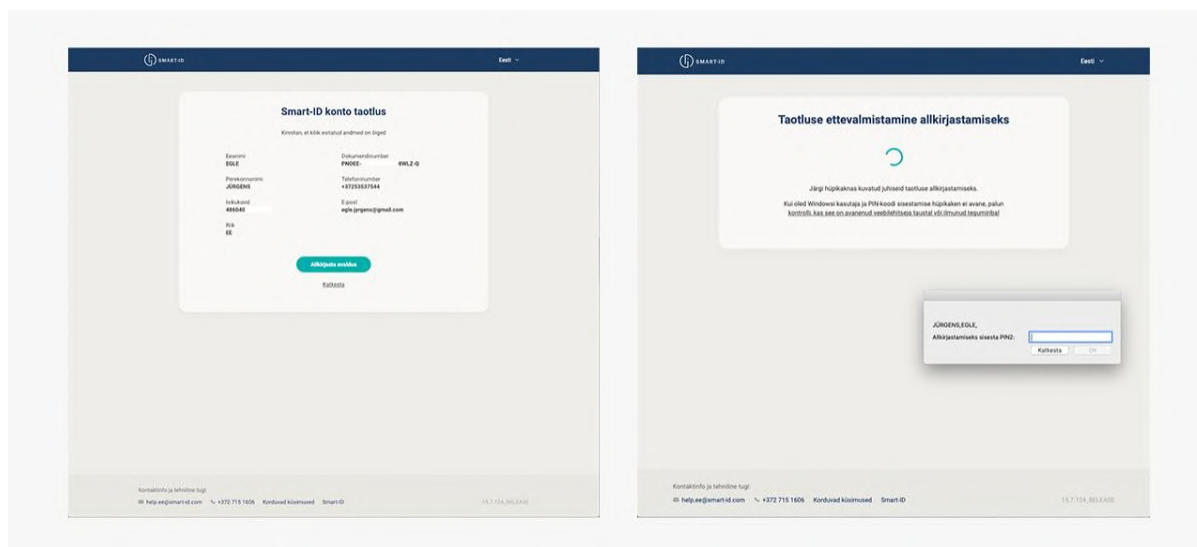 SMART-ID
Eesti
Smart-ID konto taotlus
Kinnitan, et kõik esitatud andmed on õiged
Eesnimi
EGLE
Perekonnanimi
JÜRGENS
Isikukood
486040
Riik
EE
Dokumendinumber
PNOEE- 6WLZ-Q
Telefoninumber
+37253537544
E-post
egle.jyrgens@gmail.com
Allkirjasta avaldus
Katkesta
Kontaktinfo ja tehniline tugi:
help.ee@smart-id.com +372 715 1606 Korduvad küsimused Smart-ID
SMART-ID
Eesti
Taotluse ettevalmistamine allkirjastamiseks
Järgi hüpikaknas kuvatud juhiseid taotluse allkirjastamiseks.
Kui oled Windowsi kasutaja ja PIN-koodi sisestamise hüpikaken ei avane, palun
kontrolli, kas see on avanenud veebilehitseja taustal või ilmunud tegumiribal
JÜRGENS,EGLE,
Allkirjastamiseks sisesta PIN2:
Katkesta OK
Kontaktinfo ja tehniline tugi:
help.ee@smart-id.com +372 715 1606 Korduvad küsimused Smart-ID